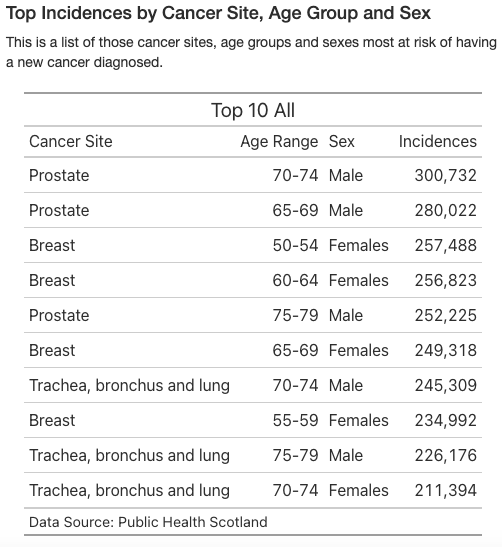 Top Incidences by Cancer Site, Age Group and Sex
This is a list of those cancer sites, age groups and sexes most at risk of having
a new cancer diagnosed.
Top 10 All
Cancer Site Age Range Sex Incidences
Prostate 70-74 Male 300,732
Prostate 65-69 Male 280,022
Breast 50-54 Females 257,488
Breast 60-64 Females 256,823
Prostate 75-79 Male 252,225
Breast 65-69 Females 249,318
Trachea, bronchus and lung 70-74 Male 245,309
Breast 55-59 Females 234,992
Trachea, bronchus and lung 75-79 Male 226,176
Trachea, bronchus and lung 70-74 Females 211,394
Data Source: Public Health Scotland